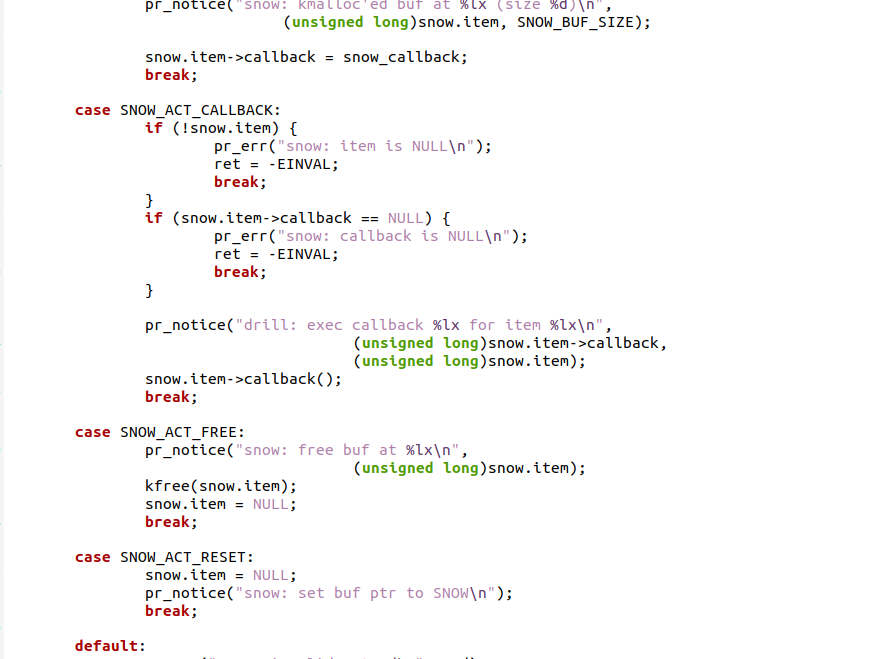 pr_notice("snow: kmalloc'ed buf at %lx (size %d)\n",
(unsigned long)snow.item, SNOW_BUF_SIZE);
snow.item->callback = snow_callback;
break;
case SNOW_ACT_CALLBACK:
if (!snow.item) {
pr_err("snow: item is NULL\n");
ret = -EINVAL;
break;
}
if (snow.item->callback == NULL) {
pr_err("snow: callback is NULL\n");
ret = -EINVAL;
break;
}
pr_notice("drill: exec callback %lx for item %lx\n",
(unsigned long)snow.item->callback,
(unsigned long)snow.item);
snow.item->callback();
break;
case SNOW_ACT_FREE:
pr_notice("snow: free buf at %lx\n",
(unsigned long)snow.item);
kfree(snow.item);
snow.item = NULL;
break;
case SNOW_ACT_RESET:
snow.item = NULL;
pr_notice("snow: set buf ptr to SNOW\n");
break;
default: